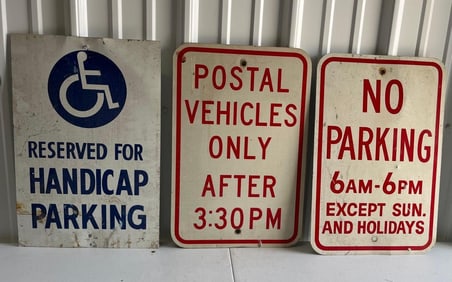 RESERVED FOR
HANDICAP
PARKING
POSTAL
VEHICLES
ONLY
AFTER
3:30PM
NO
PARKING
6AM-6PM
EXCEPT SUN.
AND HOLIDAYS